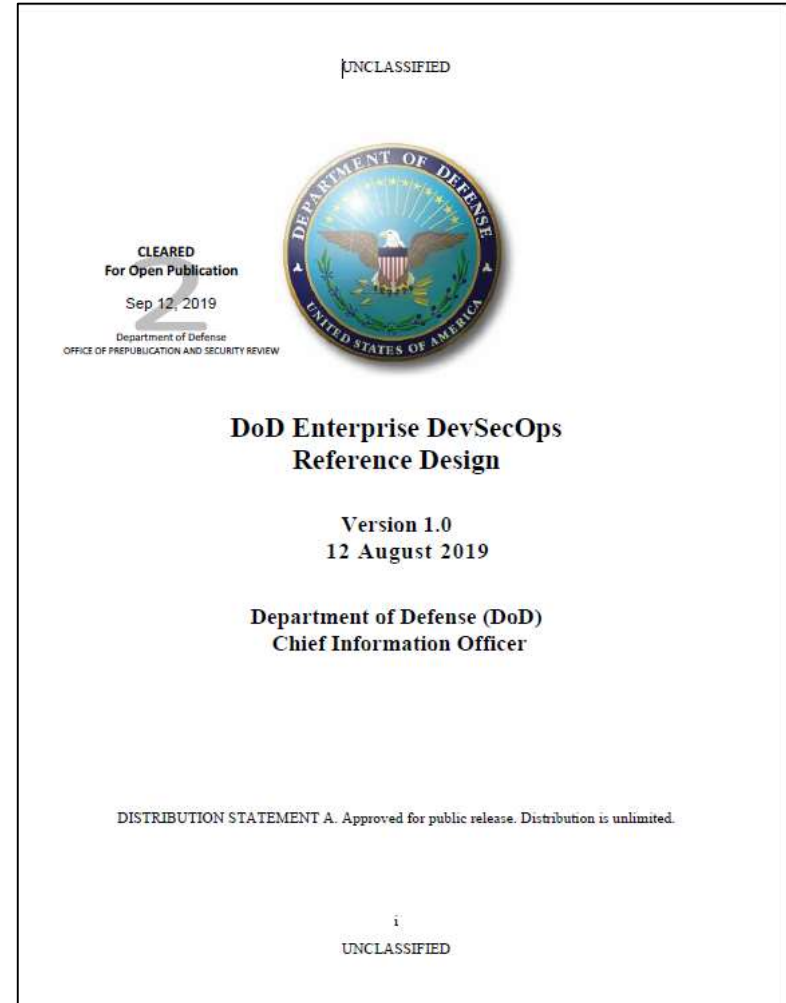 UNCLASSIFIED
DEPARTMENT OF DEFENSE
UNITED STATES OF AMERICA
2
CLEARED
For Open Publication
Sep 12, 2019
Department of Defense
OFFICE OF PREPUBLICATION AND SECURITY REVIEW
DoD Enterprise DevSecOps
Reference Design
Version 1.0
12 August 2019
Department of Defense (DoD)
Chief Information Officer
DISTRIBUTION STATEMENT A. Approved for public release. Distribution is unlimited.
i
UNCLASSIFIED